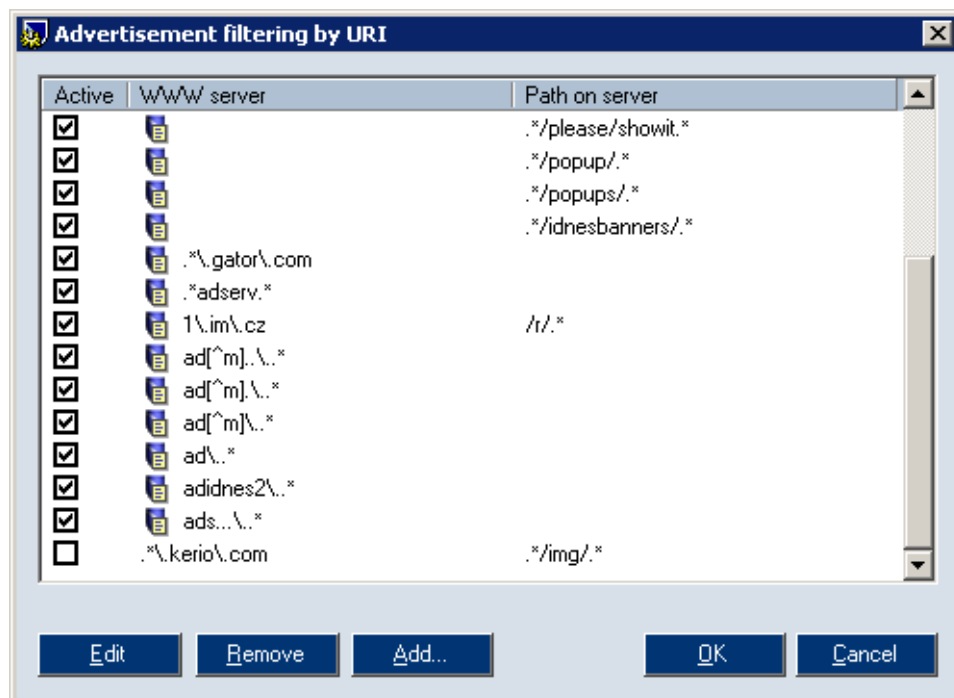 Advertisement filtering by URI
Active WWW server Path on server
.*/please/showit.*
.*/popup/.*
.*/popups/.*
.*/idnesbanners/.*
.*\.gator\.com
.*adserv.*
1\.im\.cz /r/.*
ad[^m]..\..*
ad[^m].\..*
ad[^m]\..*
ad\..*
adidnes2\..*
ads...\..*
.*\.kerio\.com .*/img/.*
Edit Remove Add... OK Cancel